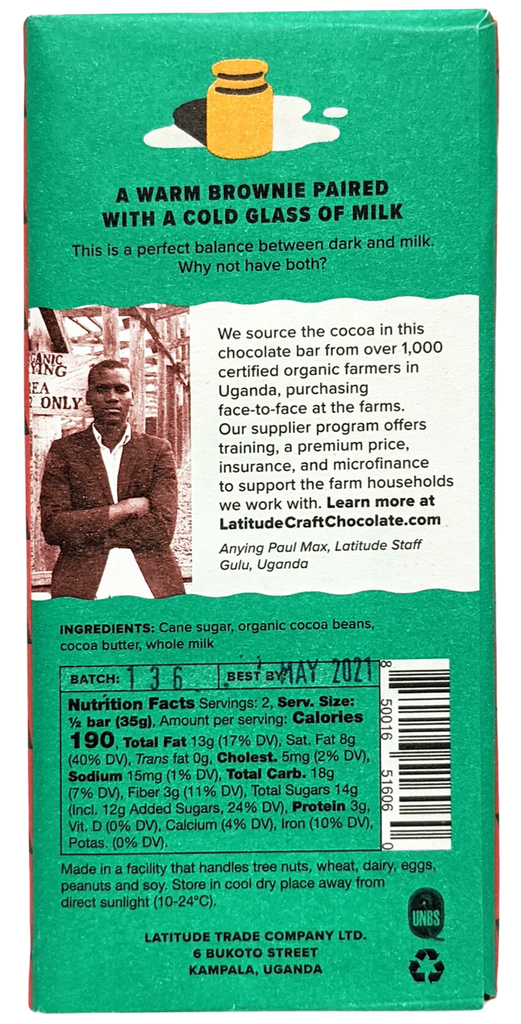 A WARM BROWNIE PAIRED
WITH A COLD GLASS OF MILK
This is a perfect balance between dark and milk.
Why not have both?
ONLY
We source the cocoa in this
chocolate bar from over 1,000
certified organic farmers in
Uganda, purchasing
face-to-face at the farms.
Our supplier program offers
training, a premium price,
insurance, and microfinance
to support the farm households
we work with. Learn more at
LatitudeCraftChocolate.com
Anying Paul Max, Latitude Staff
Gulu, Uganda
INGREDIENTS: Cane sugar, organic cocoa beans,
cocoa butter, whole milk
BATCH: 136 BEST BY: MAY 2021
Nutrition Facts Servings: 2, Serv. Size:
½ bar (35g), Amount per serving: Calories
190, Total Fat 13g (17% DV), Sat. Fat 8g
(40% DV), Trans fat 0g, Cholest. 5mg (2% DV),
Sodium 15mg (1% DV), Total Carb. 18g
(7% DV), Fiber 3g (11% DV), Total Sugars 14g
(Incl. 12g Added Sugars, 24% DV), Protein 3g,
Vit. D (0% DV), Calcium (4% DV), Iron (10% DV),
Potas. (0% DV).
8 50016 51606 0
Made in a facility that handles tree nuts, wheat, dairy, eggs,
peanuts and soy. Store in cool dry place away from
direct sunlight (10-24°C).
UNBS
LATITUDE TRADE COMPANY LTD.
6 BUKOTO STREET
KAMPALA, UGANDA